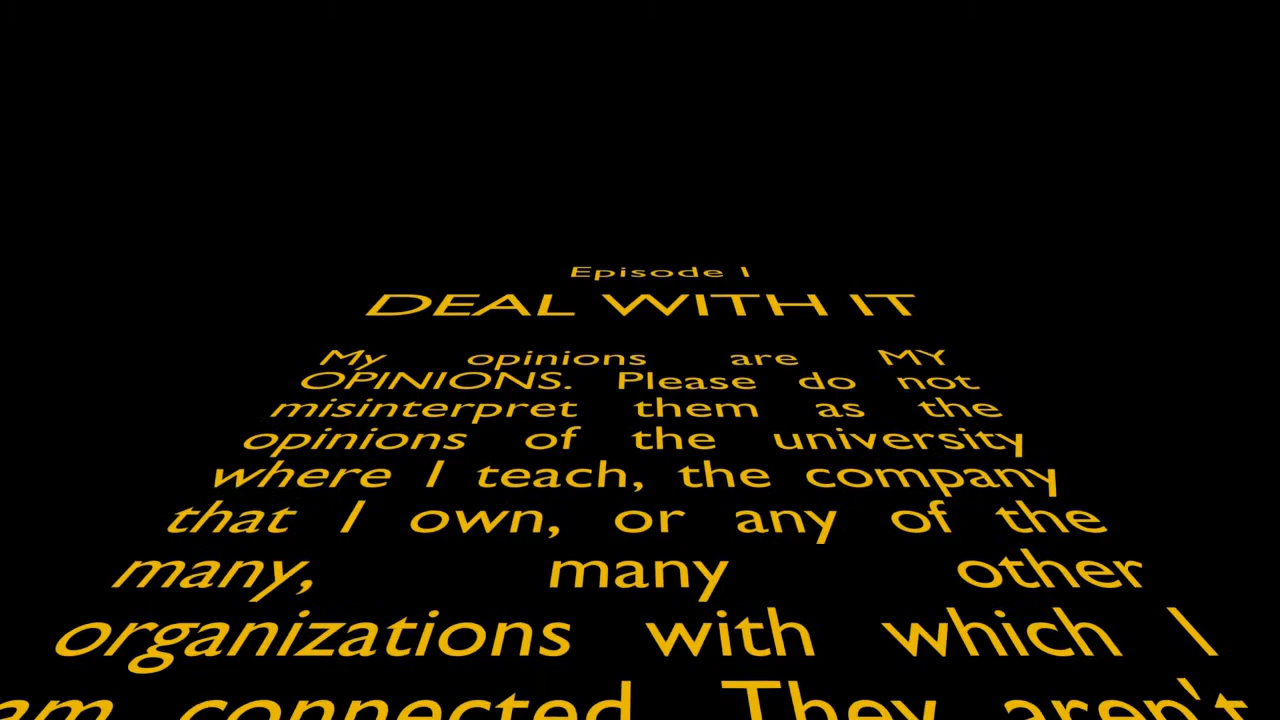 Episode I
DEAL WITH IT
My opinions are MY
OPINIONS. Please do not
misinterpret them as the
opinions of the university
where I teach, the company
that I own, or any of the
many, many other
organizations with which I
am connected. They aren't